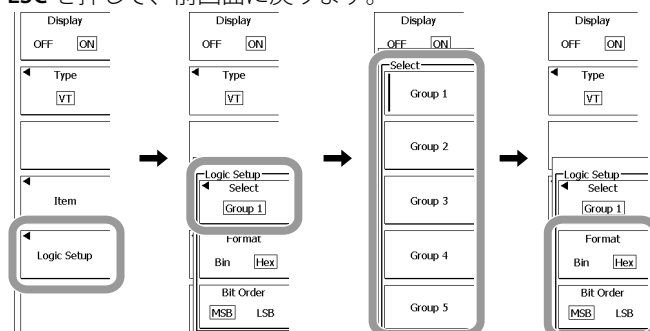 ESC を押して、前画面に戻ります。
Display
OFF ON
Type
VT
Item
Logic Setup
Display
OFF ON
Type
VT
Logic Setup
Select
Group 1
Format
Bin Hex
Bit Order
MSB LSB
Display
OFF ON
Select
Group 1
Group 2
Group 3
Group 4
Group 5
Display
OFF ON
Type
VT
Logic Setup
Select
Group 1
Format
Bin Hex
Bit Order
MSB LSB